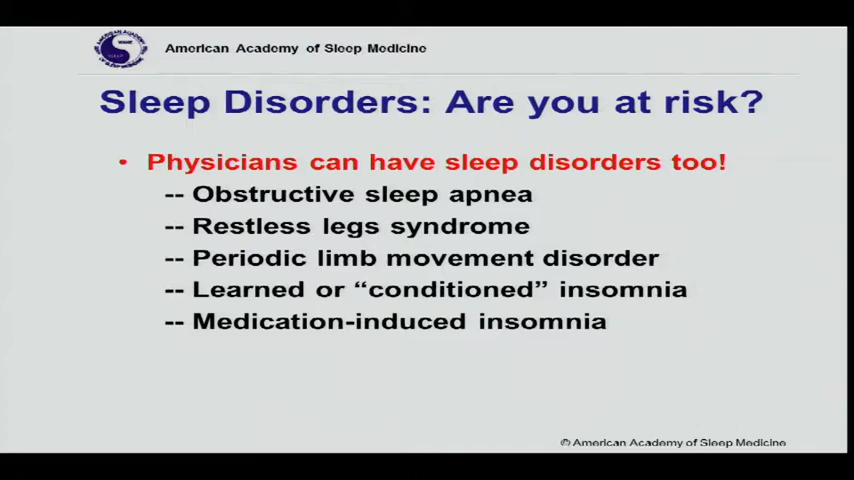 American Academy of Sleep Medicine
Sleep Disorders: Are you at risk?
• Physicians can have sleep disorders too!
-- Obstructive sleep apnea
-- Restless legs syndrome
-- Periodic limb movement disorder
-- Learned or “conditioned” insomnia
-- Medication-induced insomnia
© American Academy of Sleep Medicine